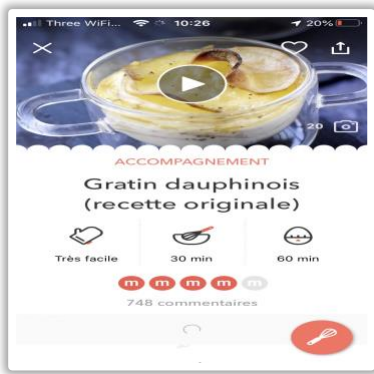 Three WiFi... 10:26 20%
20
ACCOMPAGNEMENT
Gratin dauphinois
(recette originale)
Très facile 30 min 60 min
m m m m m
748 commentaires